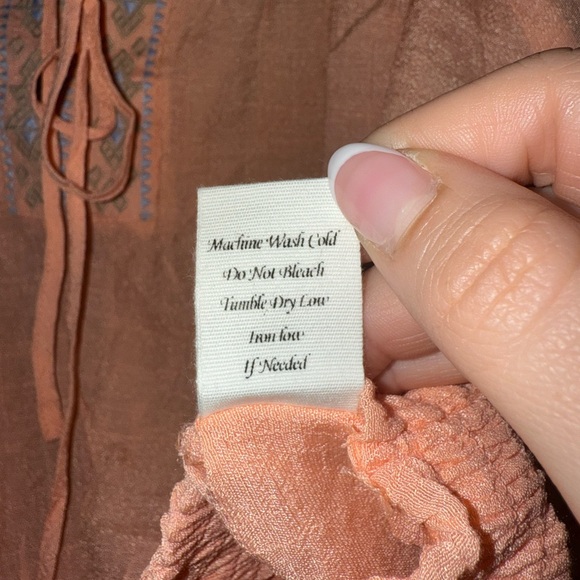 Machine Wash Cold
Do Not Bleach
Tumble Dry Low
Iron low
If Needed